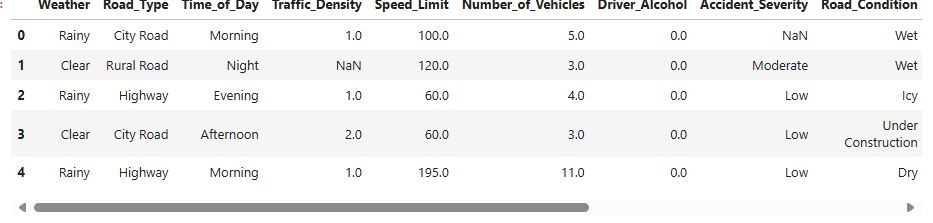 Weather Road_Type Time_of_Day Traffic_Density Speed_Limit Number_of_Vehicles Driver_Alcohol Accident_Severity Road_Condition
0 Rainy City Road Morning 1.0 100.0 5.0 0.0 NaN Wet
1 Clear Rural Road Night NaN 120.0 3.0 0.0 Moderate Wet
2 Rainy Highway Evening 1.0 60.0 4.0 0.0 Low Icy
3 Clear City Road Afternoon 2.0 60.0 3.0 0.0 Low Under
Construction
4 Rainy Highway Morning 1.0 195.0 11.0 0.0 Low Dry